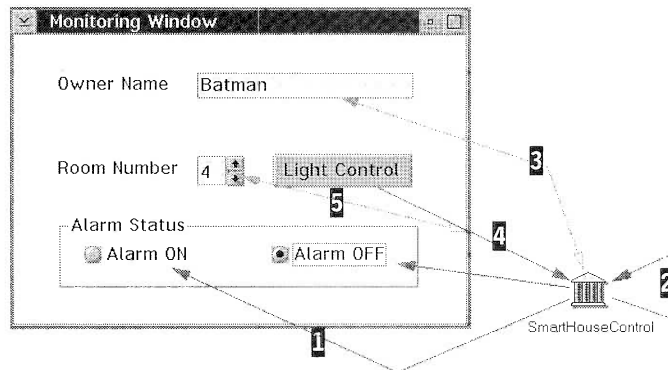 Monitoring Window
Owner Name Batman
3
Room Number 4 Light Control
5
4
Alarm Status
Alarm ON Alarm OFF
2
SmartHouseControl
1